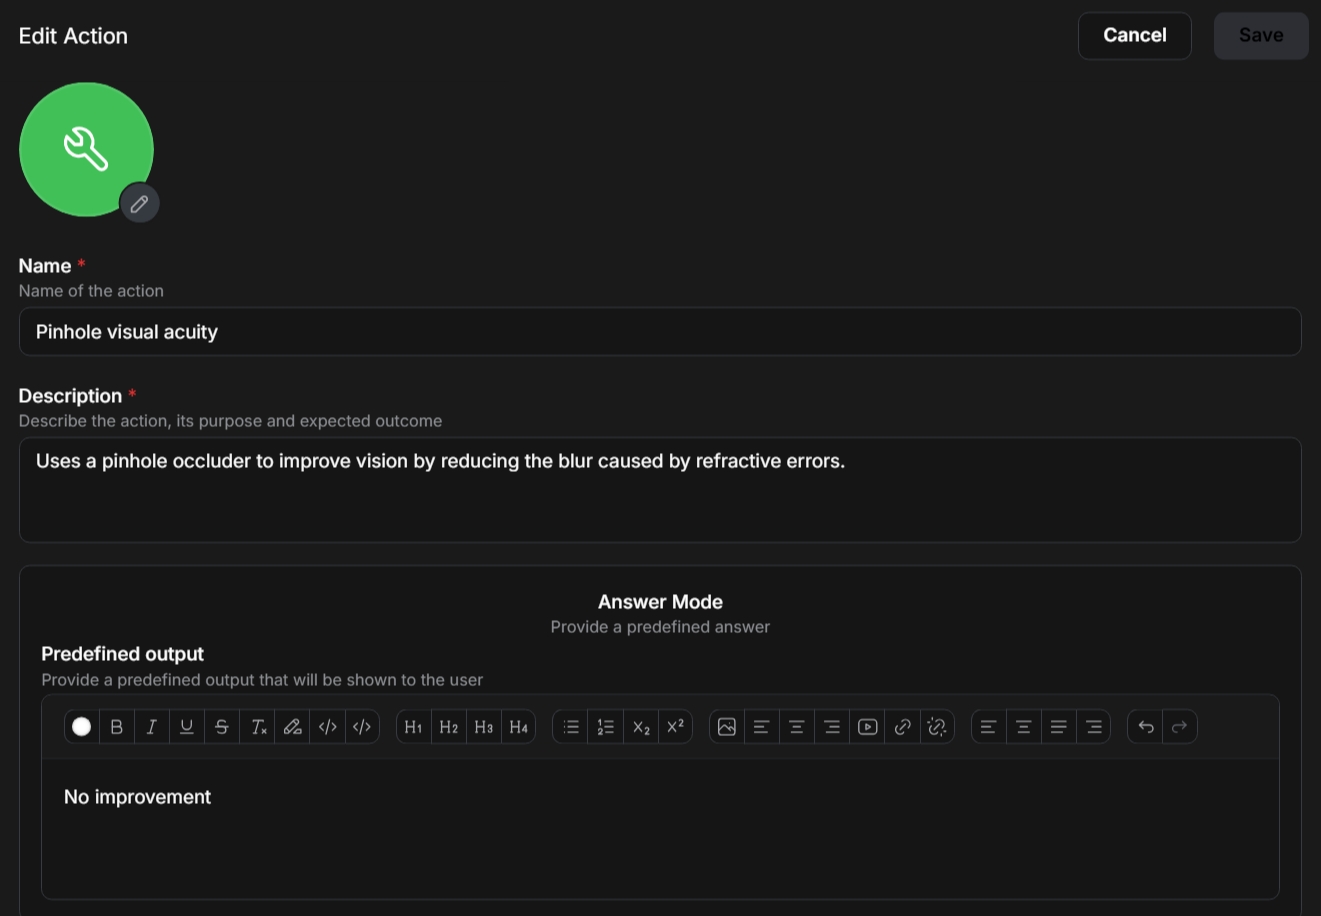 Edit Action
Cancel
Save
Name *
Name of the action
Pinhole visual acuity
Description *
Describe the action, its purpose and expected outcome
Uses a pinhole occluder to improve vision by reducing the blur caused by refractive errors.
Answer Mode
Provide a predefined answer
Predefined output
Provide a predefined output that will be shown to the user
B I U S Tx </> </> H1 H2 H3 H4 X2 X²
No improvement